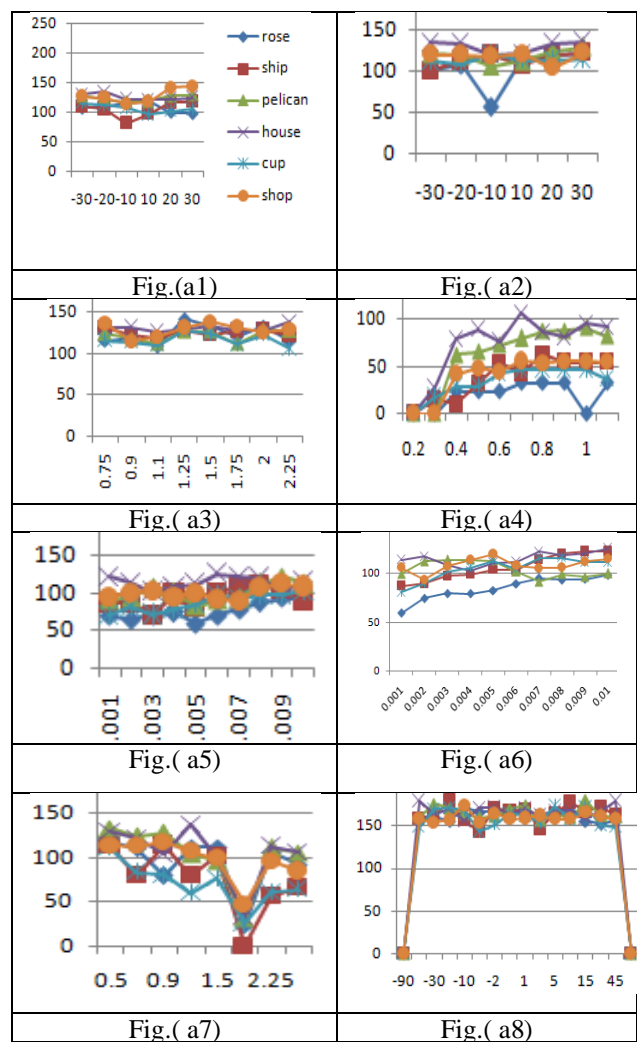 250
200
150
100
50
0
-30 -20 -10 10 20 30
rose
ship
pelican
house
cup
shop
150
100
50
0
-30 -20 -10 10 20 30
Fig.(a1)
Fig.( a2)
150
100
50
0
0.75 0.9 1.1 1.25 1.5 1.75 2 2.25
100
50
0
0.2 0.4 0.6 0.8 1
Fig.( a3)
Fig.( a4)
150
100
50
0
.001 .003 .005 .007 .009
100
50
0
0.001 0.002 0.003 0.004 0.005 0.006 0.007 0.008 0.009 0.01
Fig.( a5)
Fig.( a6)
150
100
50
0
0.5 0.9 1.5 2.25
150
100
50
0
-90 -30 -10 -2 1 5 15 45
Fig.( a7)
Fig.( a8)